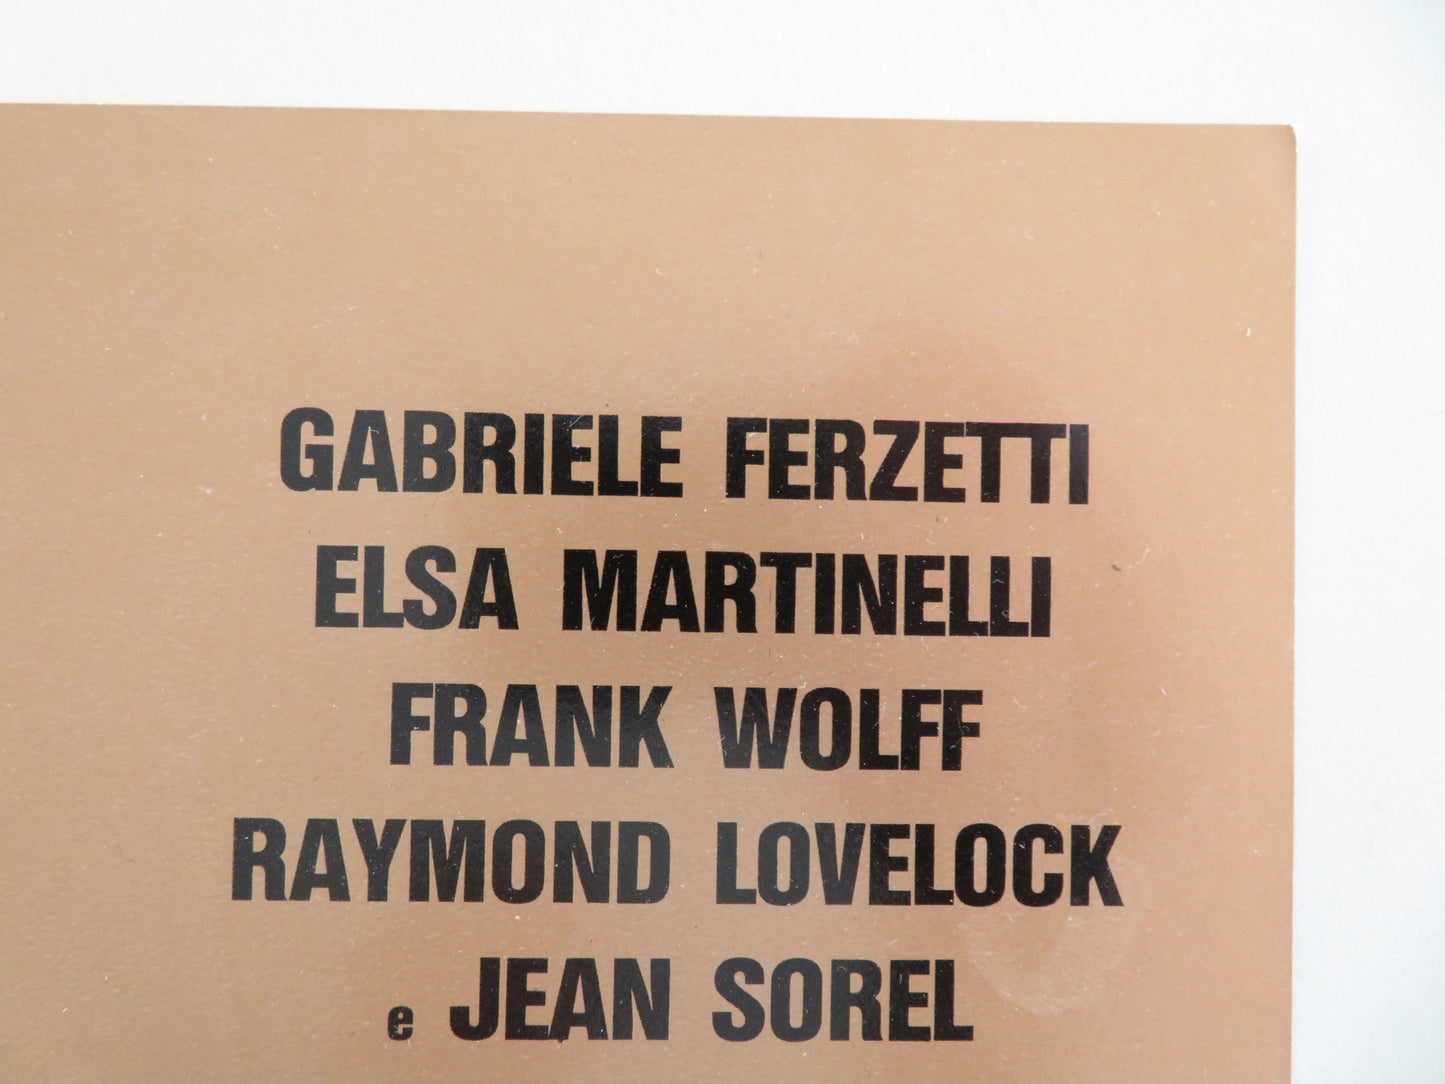 GABRIELE FERZETTI
ELSA MARTINELLI
FRANK WOLFF
RAYMOND LOVELOCK
e JEAN SOREL